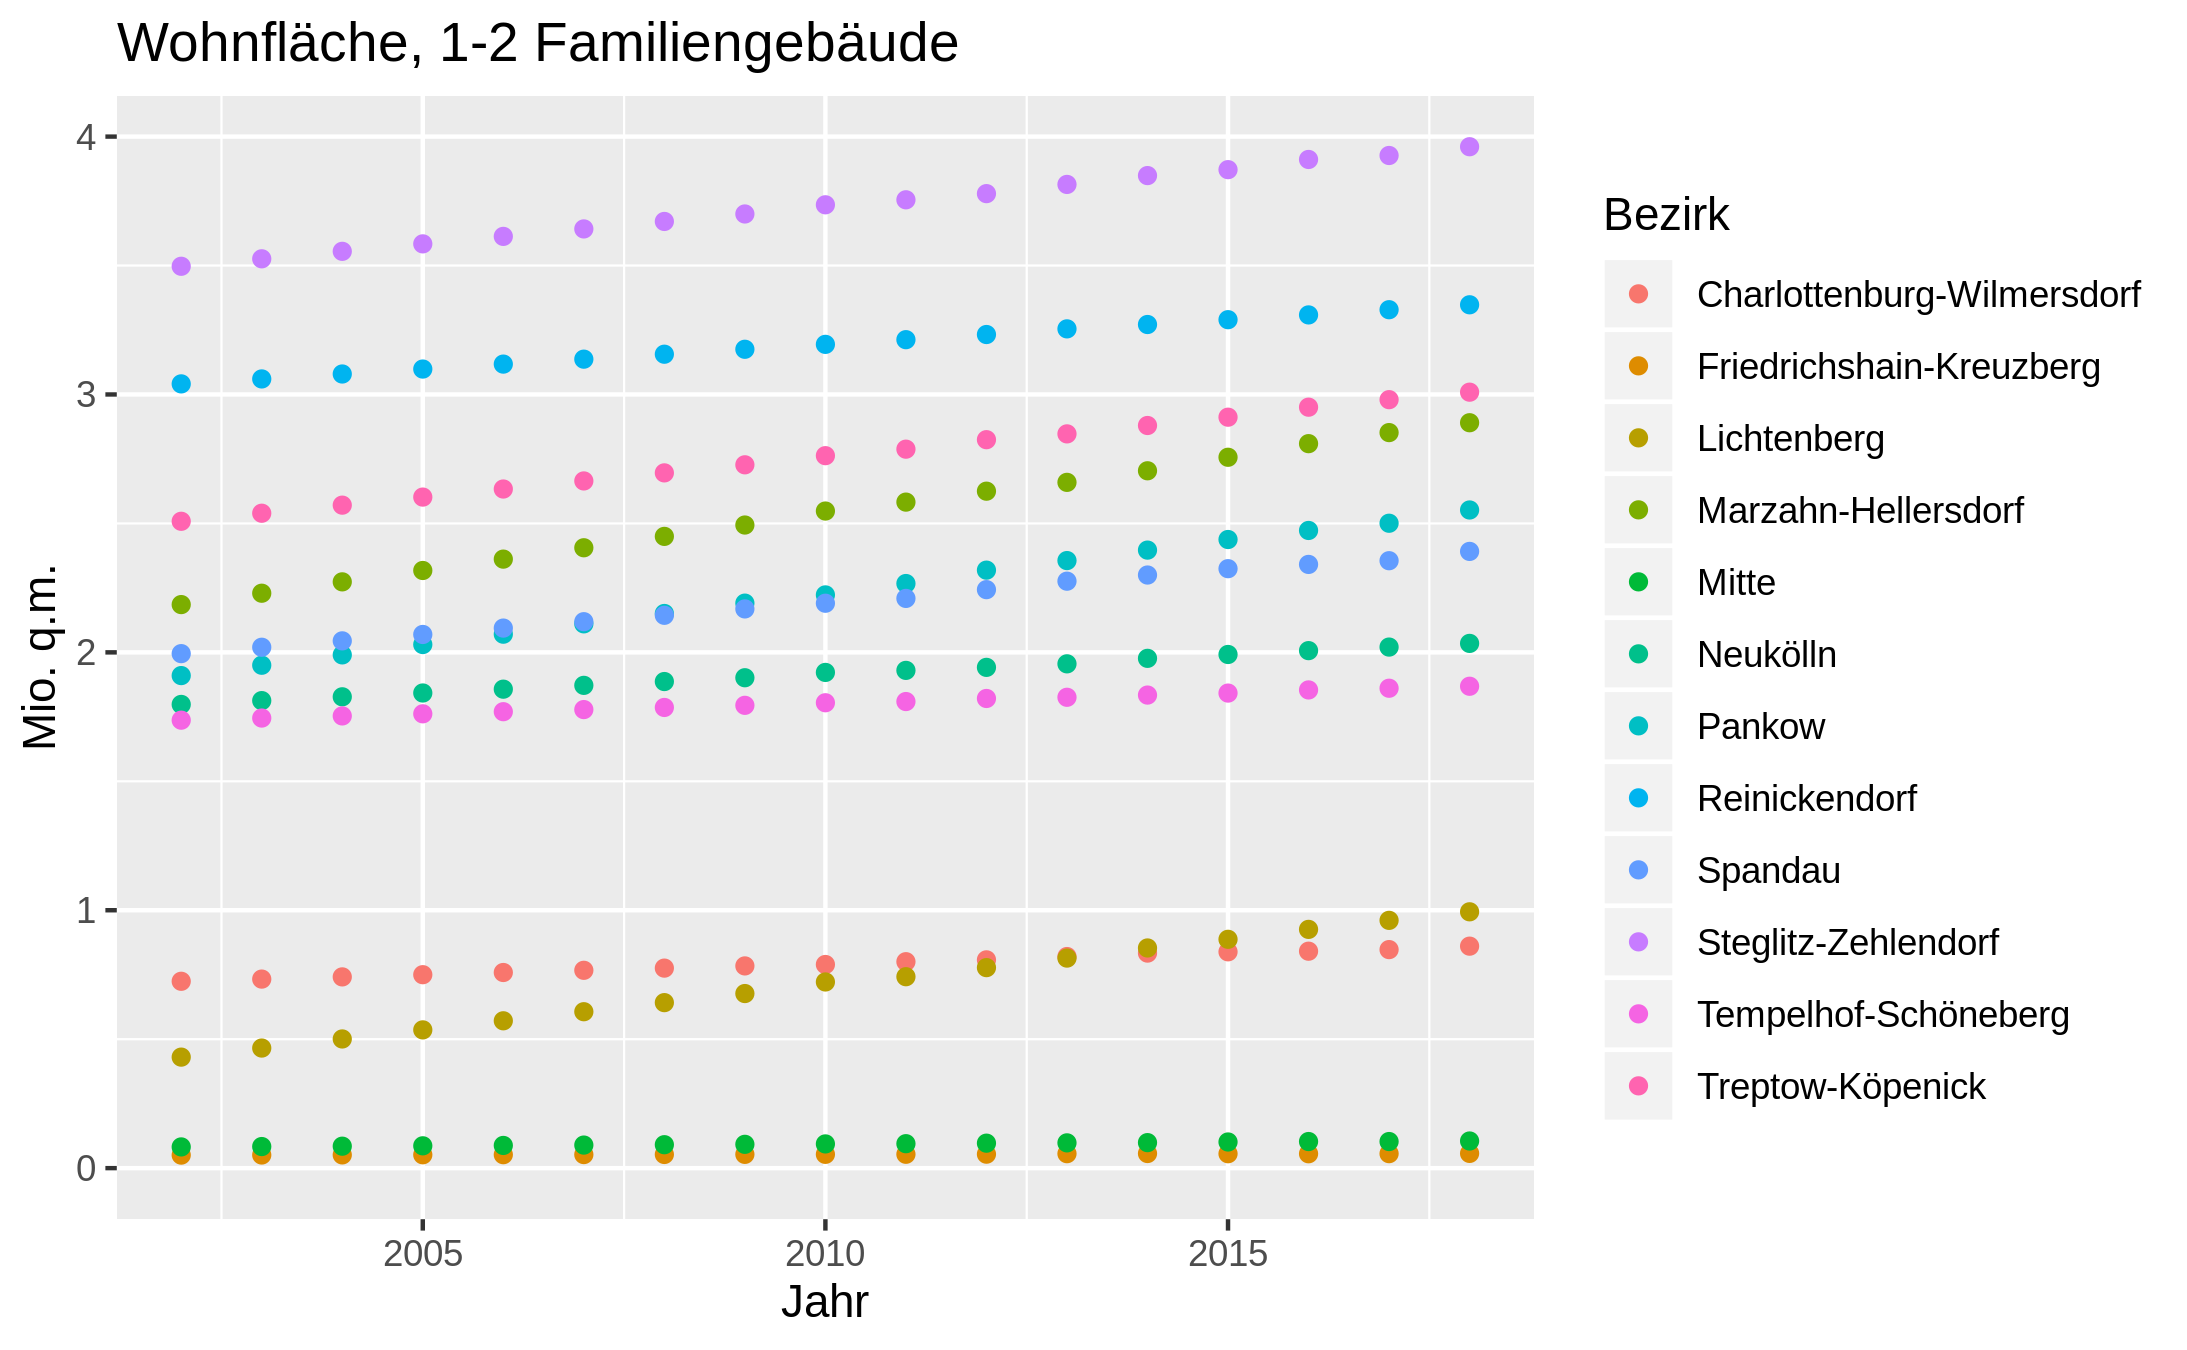 Wohnfläche, 1-2 Familiengebäude
Mio. q.m.
4
3
2
1
0
2005
2010
2015
Jahr
Bezirk
Charlottenburg-Wilmersdorf
Friedrichshain-Kreuzberg
Lichtenberg
Marzahn-Hellersdorf
Mitte
Neukölln
Pankow
Reinickendorf
Spandau
Steglitz-Zehlendorf
Tempelhof-Schöneberg
Treptow-Köpenick